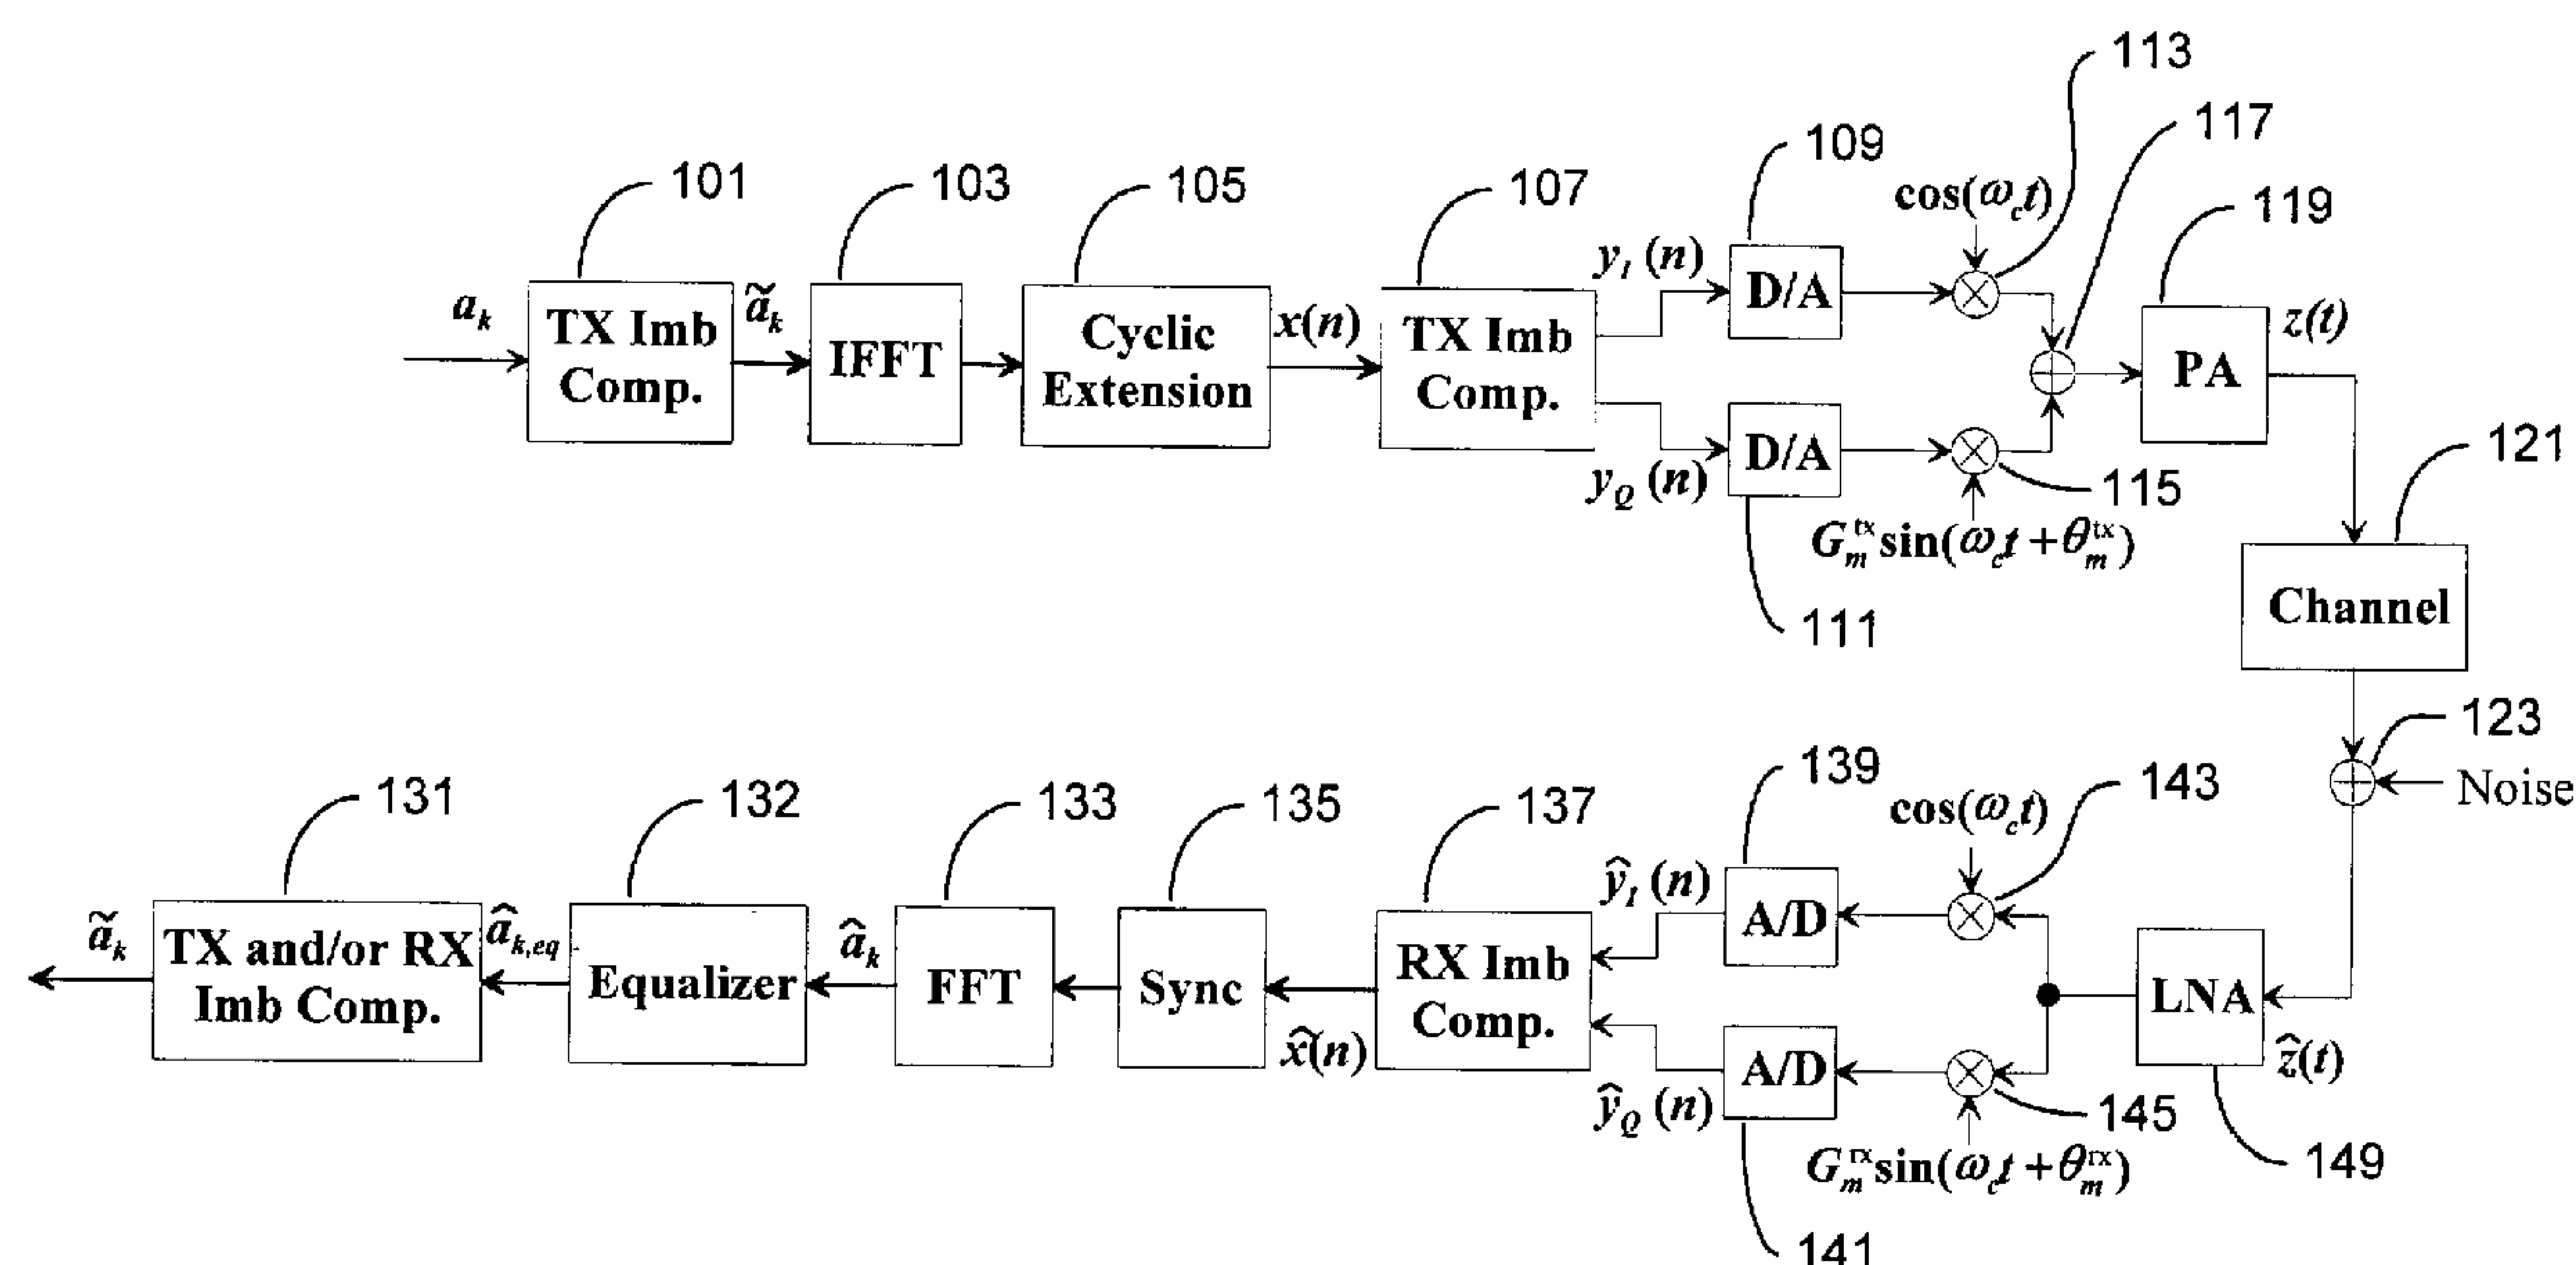 113
117
109
101
103
105
107
cos(ω_c t)
119
a_k
TX Imb
Comp.
ã_k
IFFT
Cyclic
Extension
x(n)
TX Imb
Comp.
y_I (n)
D/A
z(t)
PA
y_Q (n)
D/A
115
121
G_m^tx sin(ω_c t + θ_m^tx)
111
Channel
123
Noise
131
132
133
135
137
139
cos(ω_c t)
143
ã_k
TX and/or RX
Imb Comp.
â_k,eq
Equalizer
â_k
FFT
Sync
x̂(n)
RX Imb
Comp.
ŷ_I (n)
A/D
LNA
ẑ(t)
ŷ_Q (n)
A/D
145
G_m^rx sin(ω_c t + θ_m^rx)
149
141